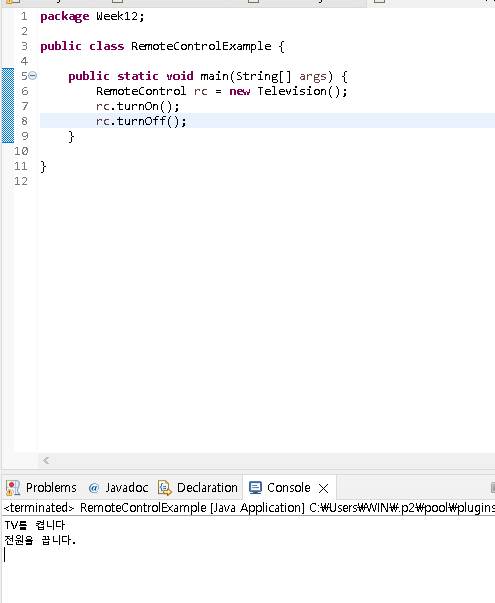 1 package Week12;
2
3 public class RemoteControlExample {
4
5 public static void main(String[] args) {
6 RemoteControl rc = new Television();
7 rc.turnOn();
8 rc.turnOff();
9 }
10
11 }
12
Problems @ Javadoc Declaration Console
<terminated> RemoteControlExample [Java Application] C:₩Users₩WIN₩.p2₩pool₩plugins
TV를 켭니다
전원을 끕니다.